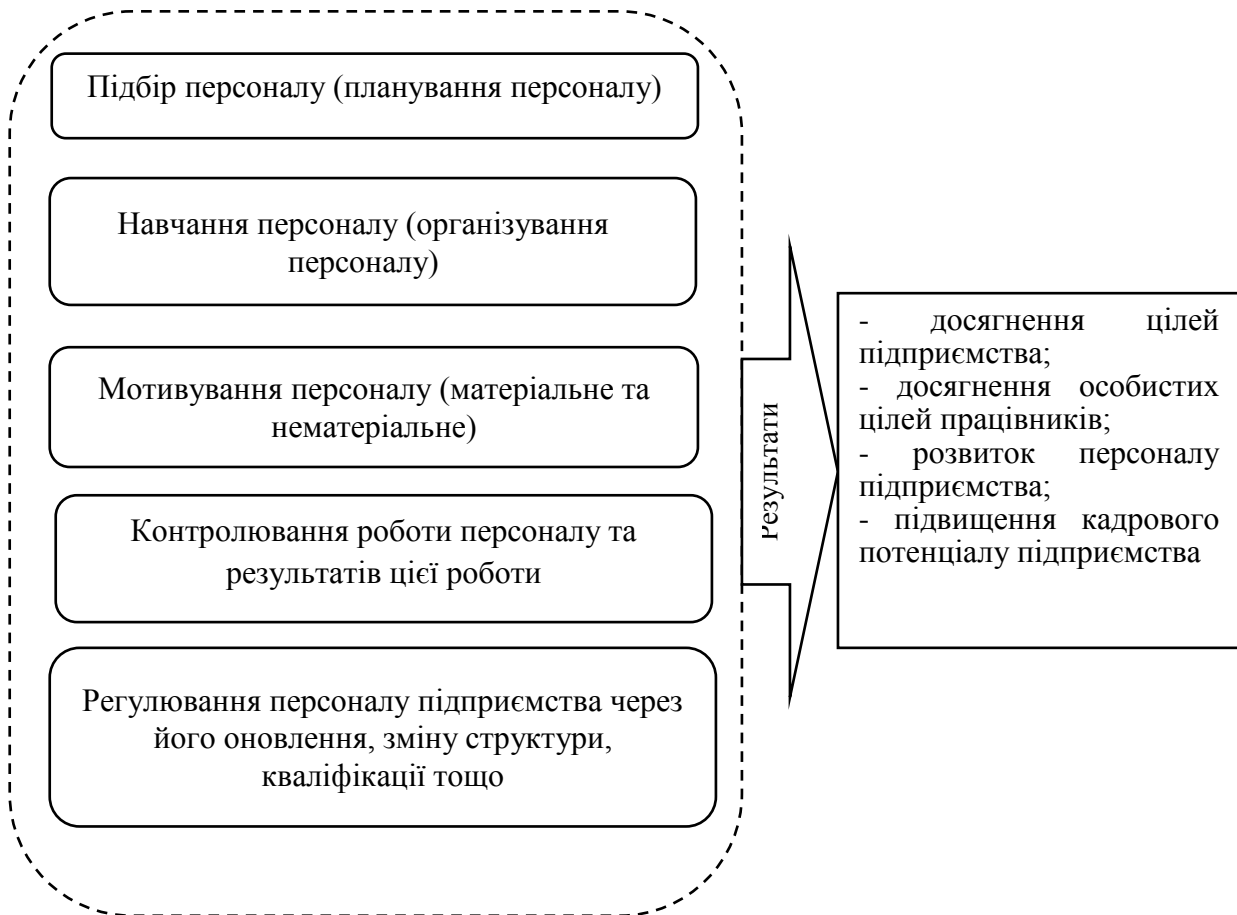 Підбір персоналу (планування персоналу)
Навчання персоналу (організування
персоналу)
Мотивування персоналу (матеріальне та
нематеріальне)
Контролювання роботи персоналу та
результатів цієї роботи
Регулювання персоналу підприємства через
його оновлення, зміну структури,
кваліфікації тощо
Результати
- досягнення цілей
підприємства;
- досягнення особистих
цілей працівників;
- розвиток персоналу
підприємства;
- підвищення кадрового
потенціалу підприємства